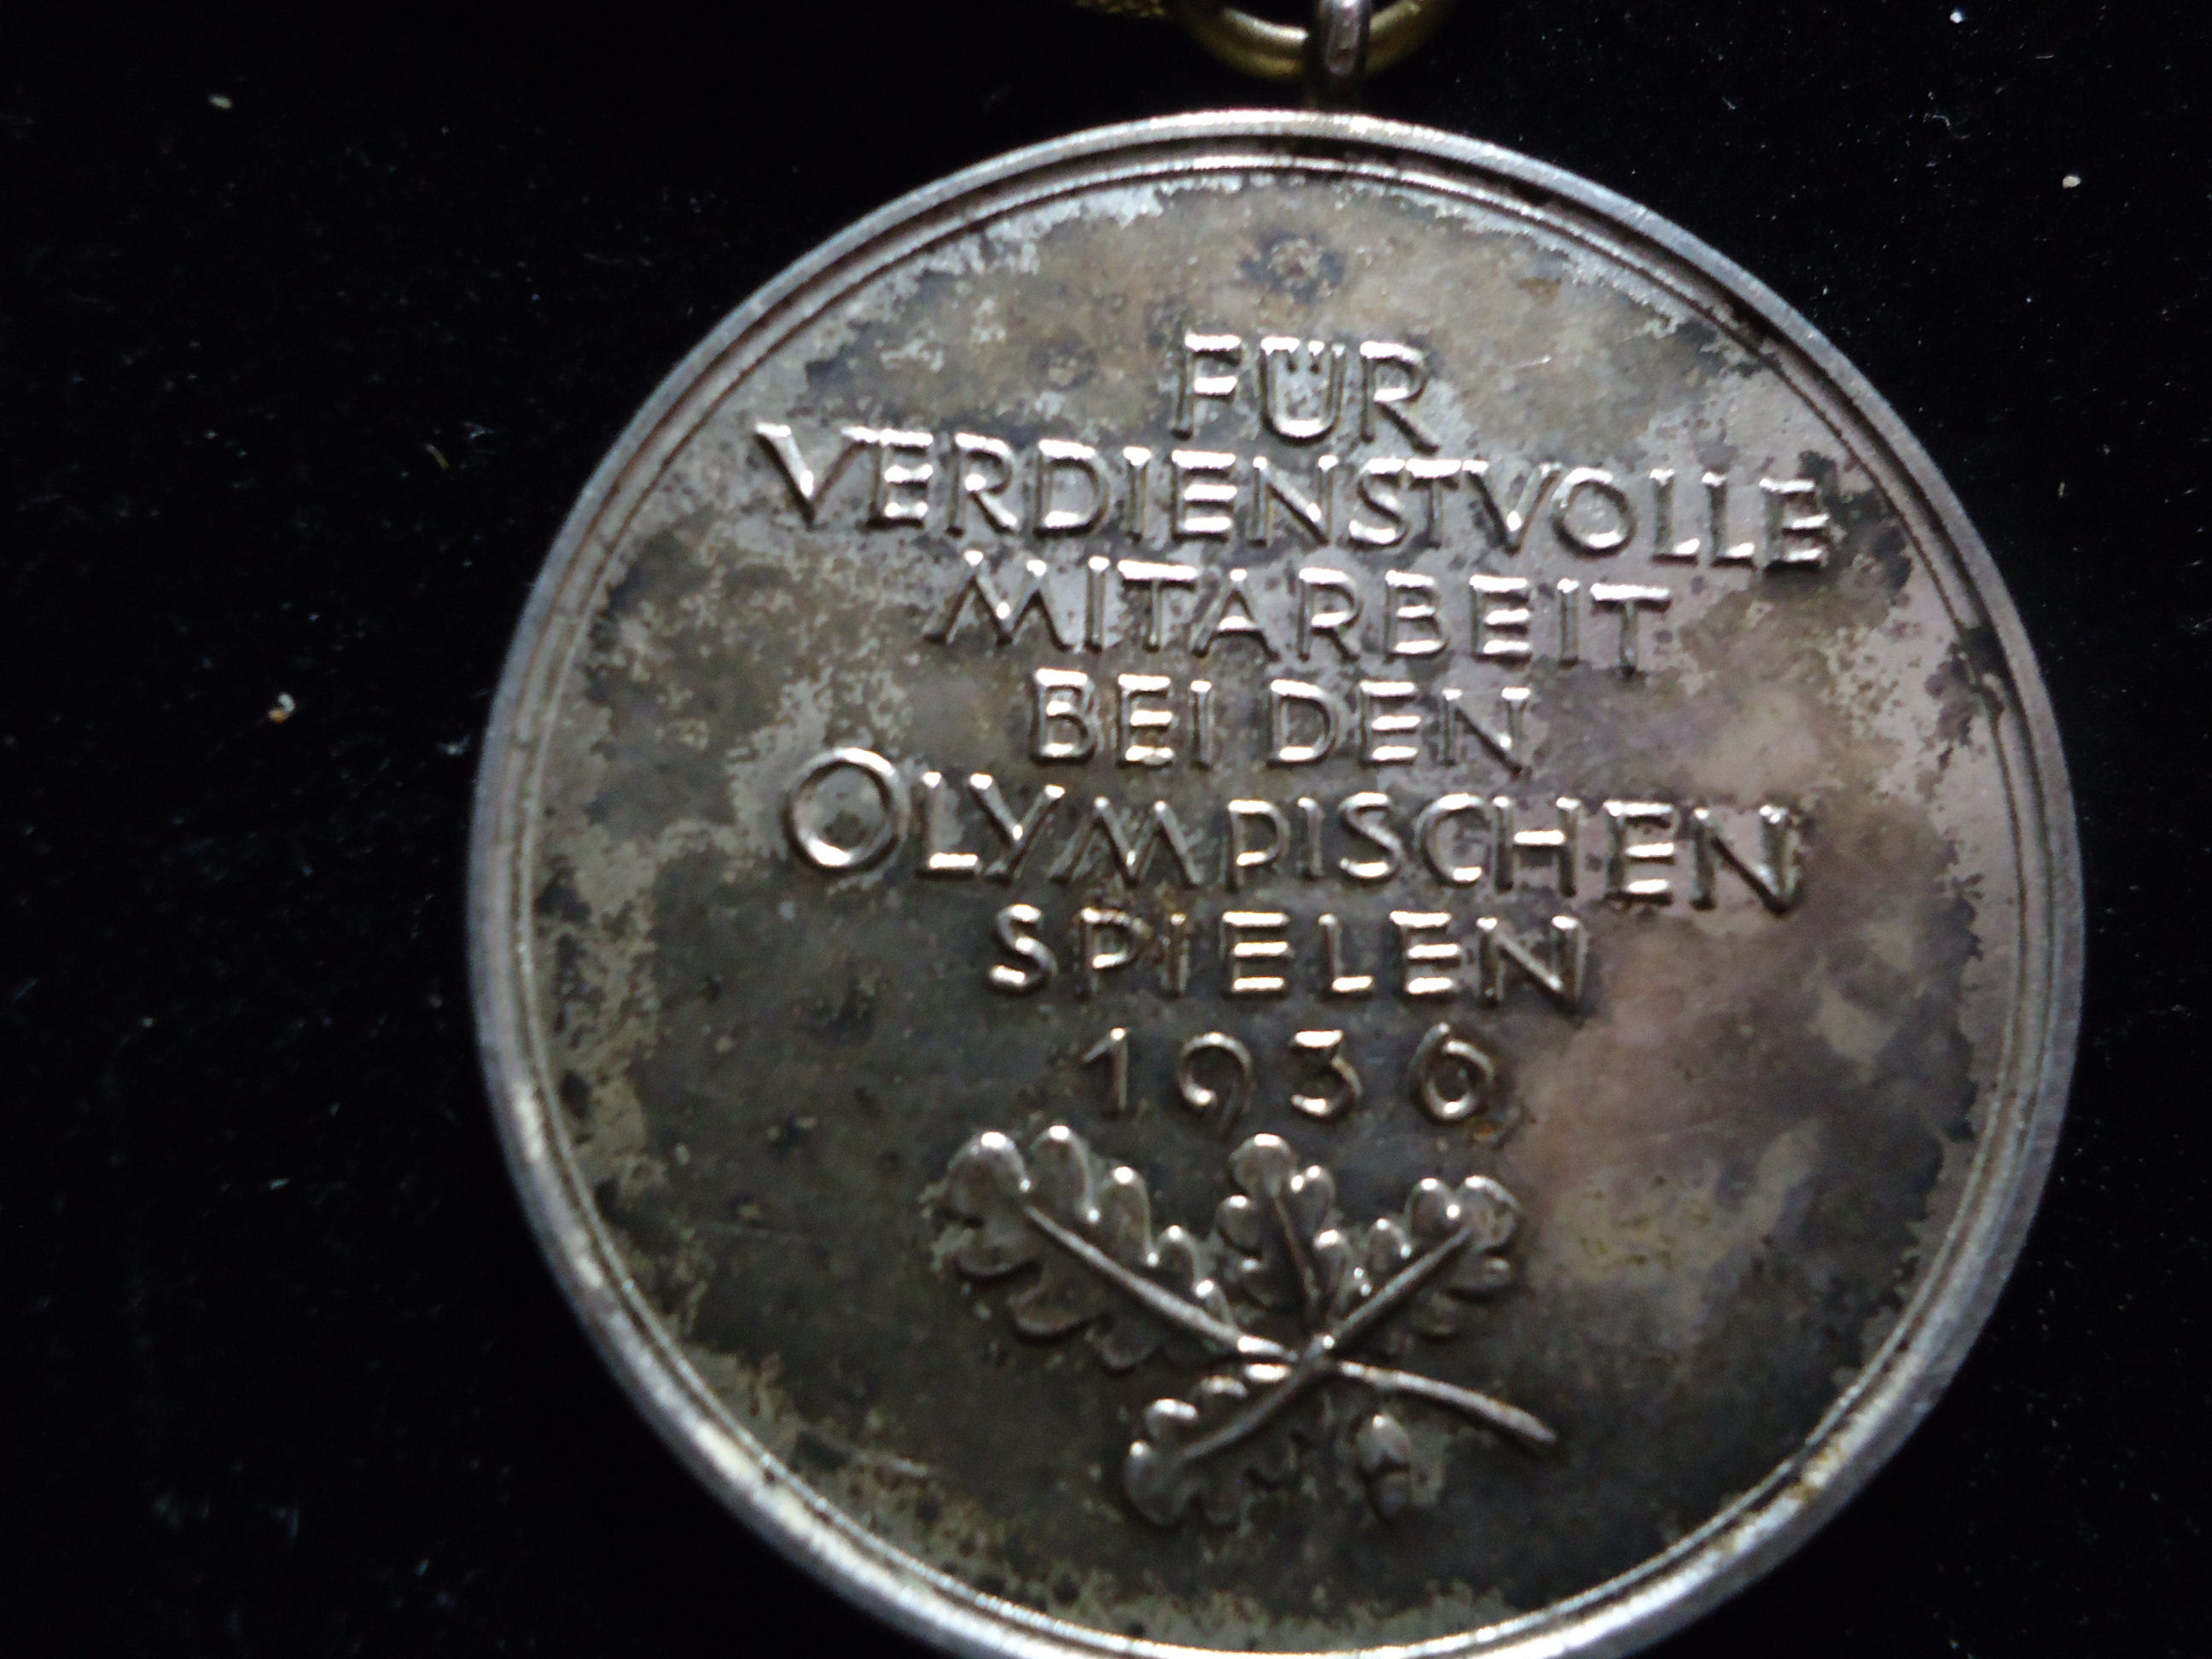 FÜR
VERDIENSTVOLLE
MITARBEIT
BEI DEN
OLYMPISCHEN
SPIELEN
1936